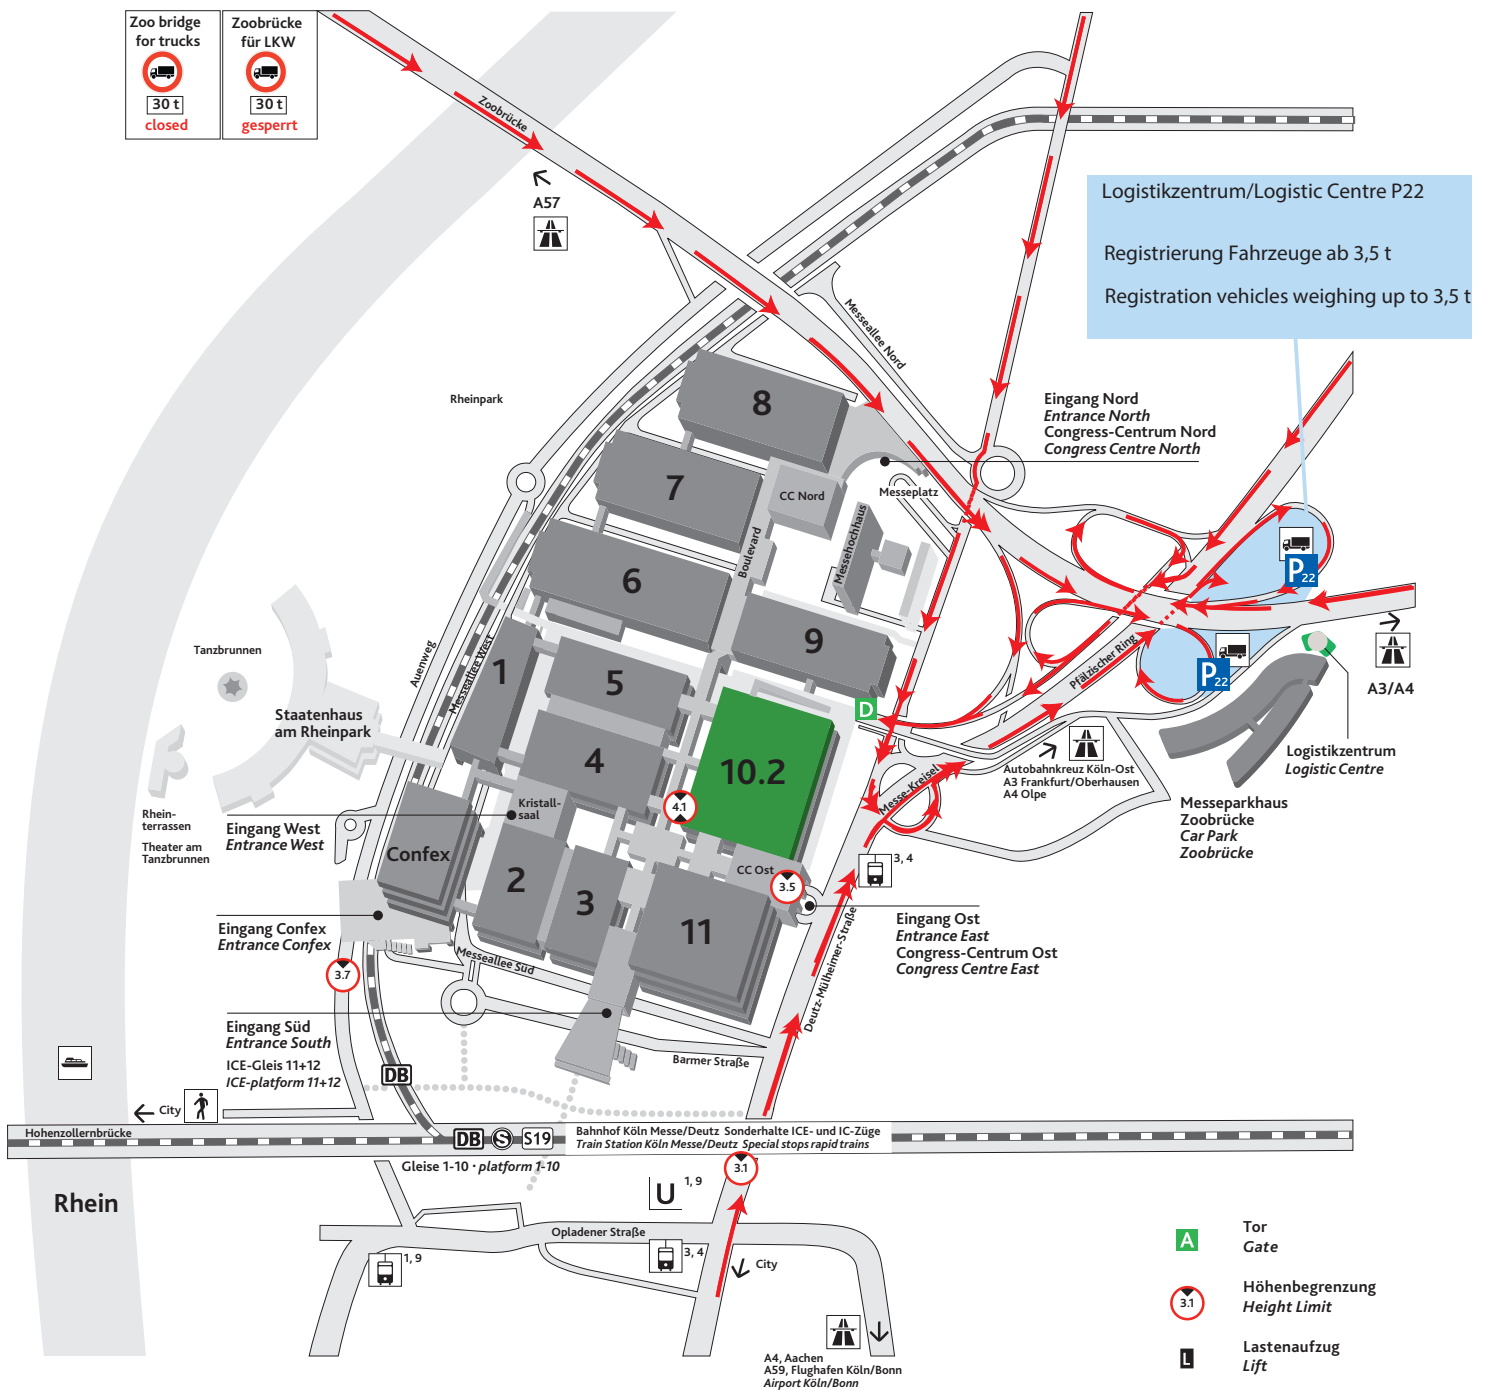 Zoo bridge
for trucks
30 t
closed
Zoobrücke
für LKW
30 t
gesperrt
Zoobrücke
A57
Logistikzentrum/Logistic Centre P22
Registrierung Fahrzeuge ab 3,5 t
Registration vehicles weighing up to 3,5 t
Messeallee Nord
Rheinpark
Eingang Nord
Entrance North
Congress-Centrum Nord
Congress Centre North
8
7
CC Nord
Messeplatz
Messehochhaus
Boulevard
6
9
P22
P22
A3/A4
Pfälzischer Ring
Tanzbrunnen
Auenweg
Messeallee West
1
5
D
Staatenhaus
am Rheinpark
4
10.2
Autobahnkreuz Köln-Ost
A3 Frankfurt/Oberhausen
A4 Olpe
Logistikzentrum
Logistic Centre
Messe-Kreisel
Messeparkhaus
Zoobrücke
Car Park
Zoobrücke
Rhein-
terrassen
Theater am
Tanzbrunnen
Eingang West
Entrance West
Kristall-
saal
4.1
Confex
2
3
CC Ost
3.5
3, 4
11
Eingang Confex
Entrance Confex
Eingang Ost
Entrance East
Congress-Centrum Ost
Congress Centre East
Messeallee Süd
3.7
Deutz-Mülheimer-Straße
Eingang Süd
Entrance South
ICE-Gleis 11+12
ICE-platform 11+12
Barmer Straße
DB
City
Hohenzollernbrücke
DB
S
S19
Bahnhof Köln Messe/Deutz Sonderhalte ICE- und IC-Züge
Train Station Köln Messe/Deutz Special stops rapid trains
Gleise 1-10 · platform 1-10
3.1
U
1, 9
Rhein
Opladener Straße
1, 9
3, 4
City
A4, Aachen
A59, Flughafen Köln/Bonn
Airport Köln/Bonn
A
Tor
Gate
3.1
Höhenbegrenzung
Height Limit
L
Lastenaufzug
Lift